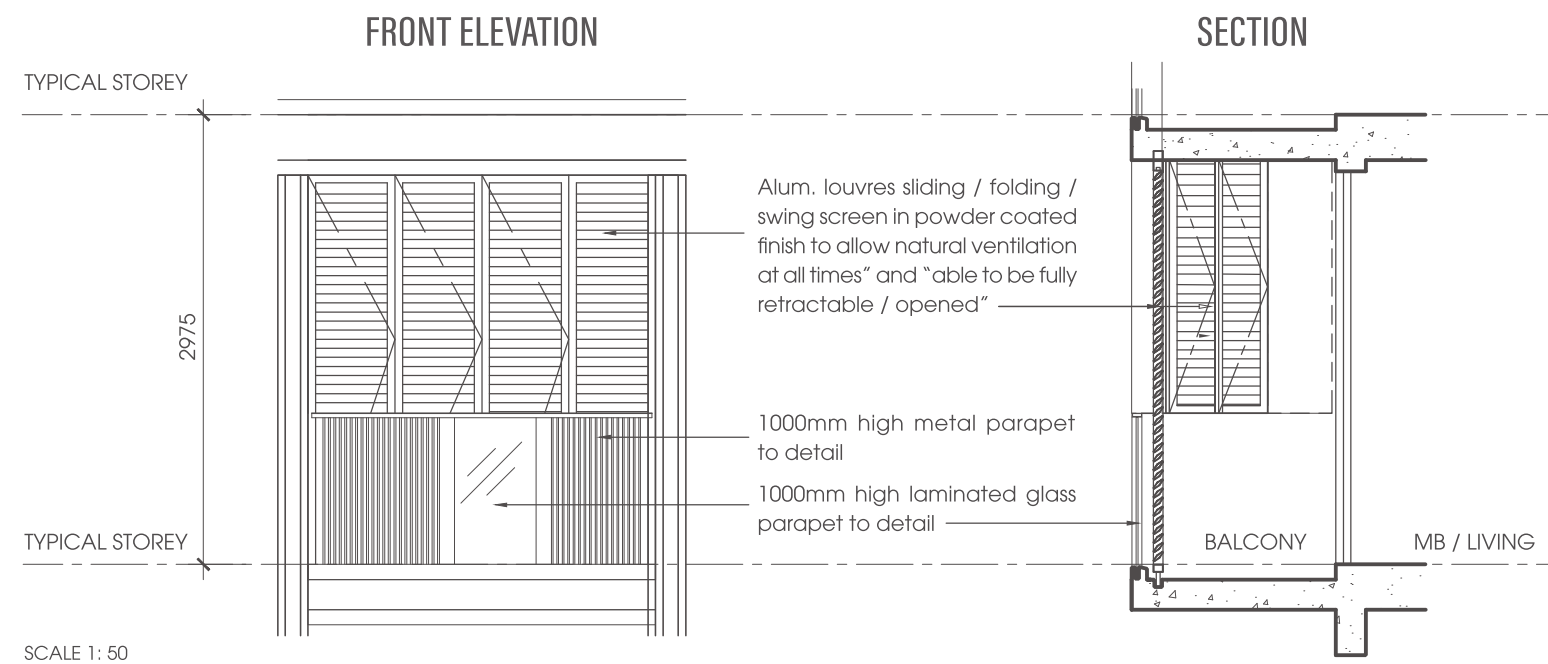 FRONT ELEVATION
SECTION
TYPICAL STOREY
2975
Alum. louvres sliding / folding /
swing screen in powder coated
finish to allow natural ventilation
at all times” and “able to be fully
retractable / opened”
1000mm high metal parapet
to detail
1000mm high laminated glass
parapet to detail
TYPICAL STOREY
BALCONY
MB / LIVING
SCALE 1: 50